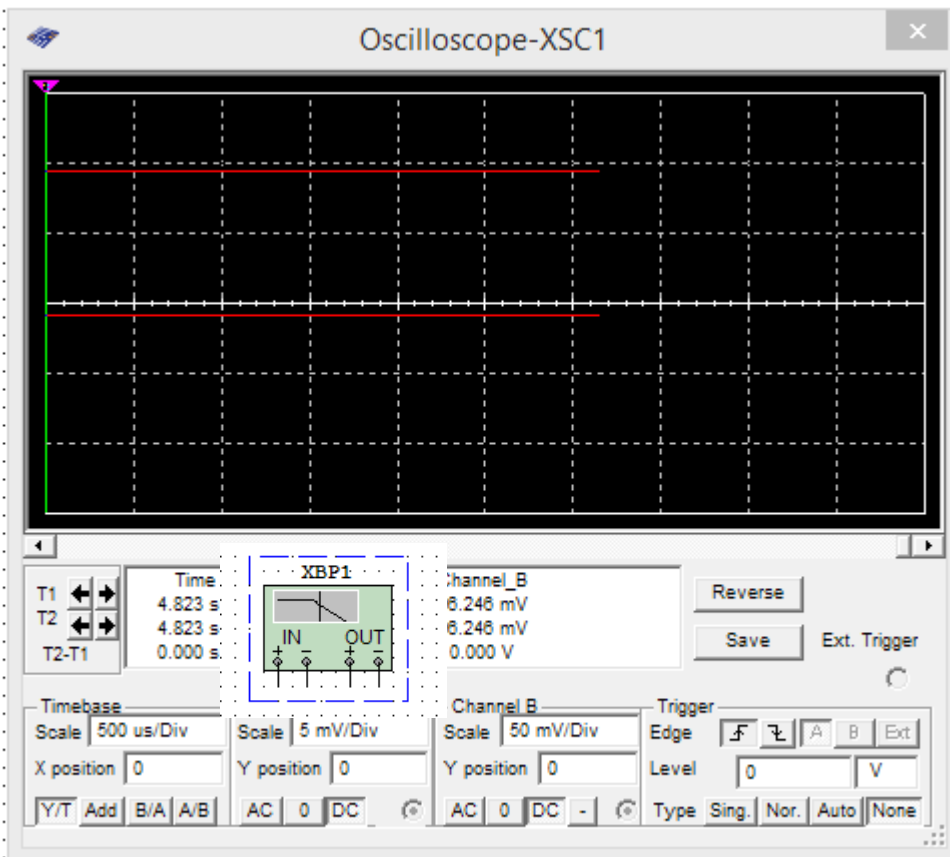 Oscilloscope-XSC1
Time Channel_B
T1 4.823 s 6.246 mV
T2 4.823 s 6.246 mV
T2-T1 0.000 s 0.000 V
XBP1
IN OUT
+ − + −
Reverse
Save
Ext. Trigger
Timebase
Scale 500 us/Div
X position 0
Y/T Add B/A A/B
Scale 5 mV/Div
Y position 0
AC 0 DC
Channel B
Scale 50 mV/Div
Y position 0
AC 0 DC -
Trigger
Edge A B Ext
Level 0 V
Type Sing. Nor. Auto None